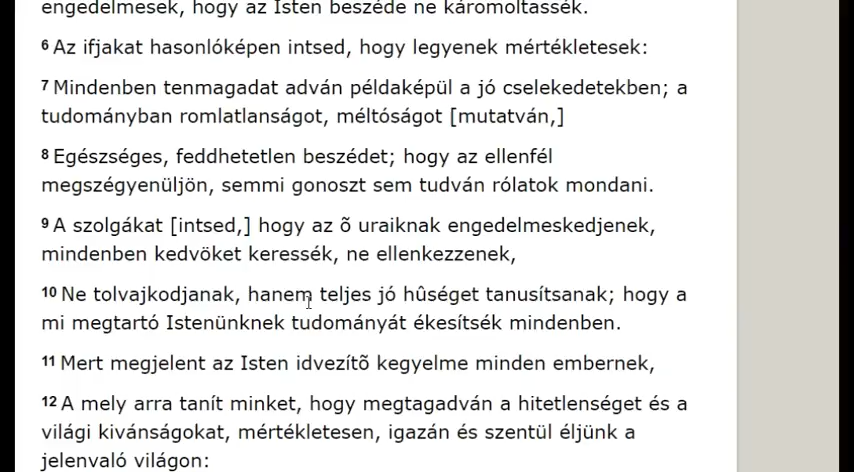 engedelmesek, hogy az Isten beszéde ne káromoltassék.
6 Az ifjakat hasonlóképen intsed, hogy legyenek mértékletesek:
7 Mindenben tenmagadat adván példaképül a jó cselekedetekben; a
tudományban romlatlanságot, méltóságot [mutatván,]
8 Egészséges, feddhetetlen beszédet; hogy az ellenfél
megszégyenüljön, semmi gonoszt sem tudván rólatok mondani.
9 A szolgákat [intsed,] hogy az õ uraiknak engedelmeskedjenek,
mindenben kedvöket keressék, ne ellenkezzenek,
10 Ne tolvajkodjanak, hanem teljes jó hûséget tanusítsanak; hogy a
mi megtartó Istenünknek tudományát ékesítsék mindenben.
11 Mert megjelent az Isten idvezítõ kegyelme minden embernek,
12 A mely arra tanít minket, hogy megtagadván a hitetlenséget és a
világi kivánságokat, mértékletesen, igazán és szentül éljünk a
jelenvaló világon: